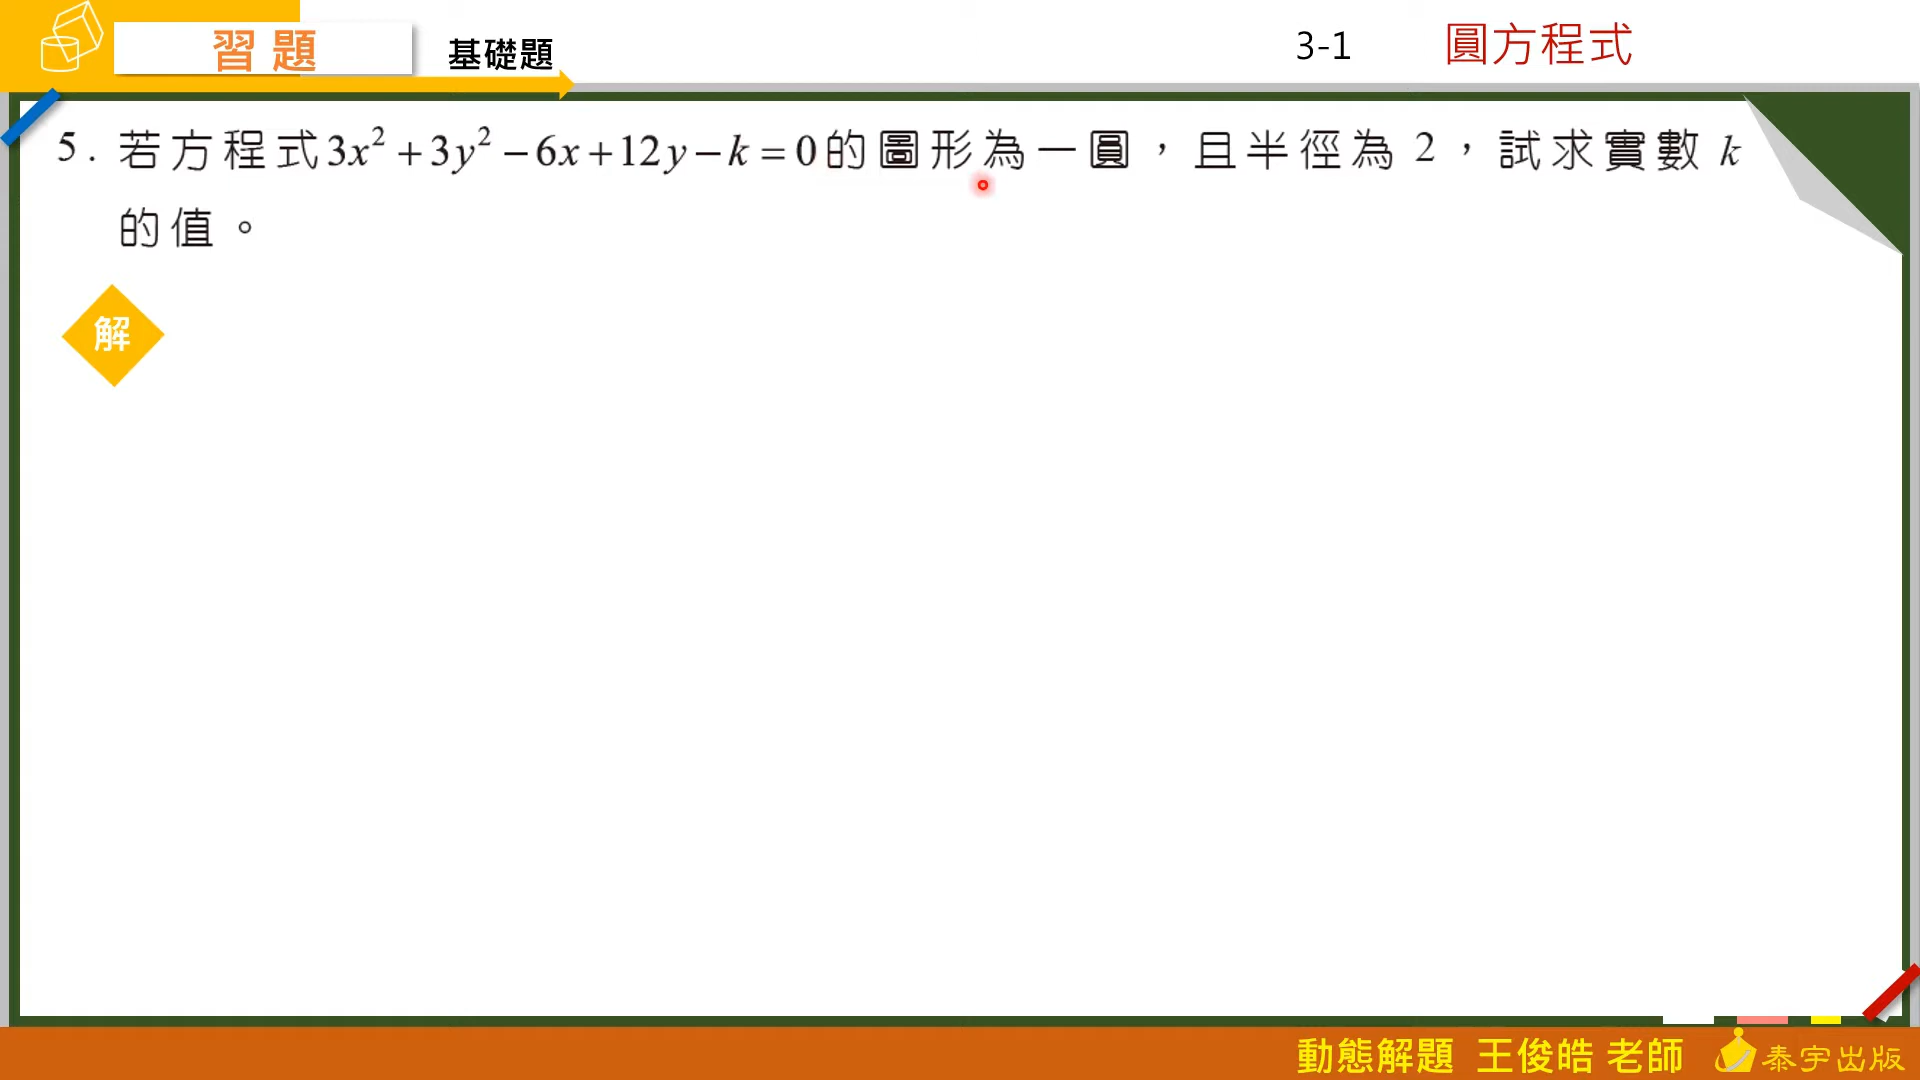 習題 基礎題 3-1 圓方程式
5. 若方程式3x²+3y²−6x+12y−k=0的圖形為一圓，且半徑為2，試求實數k
的值。
解
動態解題 王俊皓 老師 泰宇出版